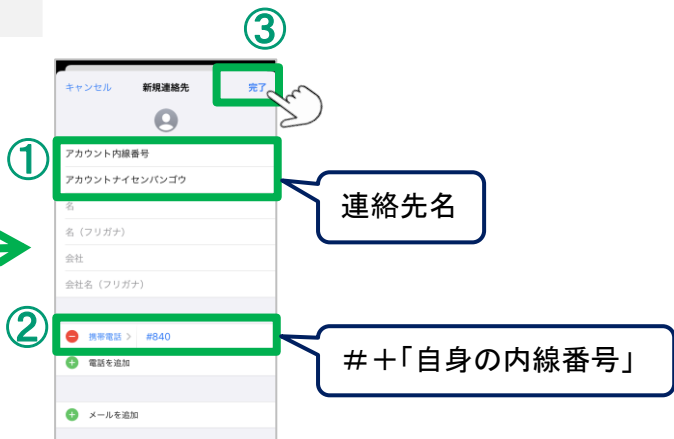 ③
キャンセル 新規連絡先 完了
①
アカウント内線番号
アカウントナイセンバンゴウ
連絡先名
名
名（フリガナ）
会社
会社名（フリガナ）
②
携帯電話 > #840
＃＋「自身の内線番号」
電話を追加
メールを追加